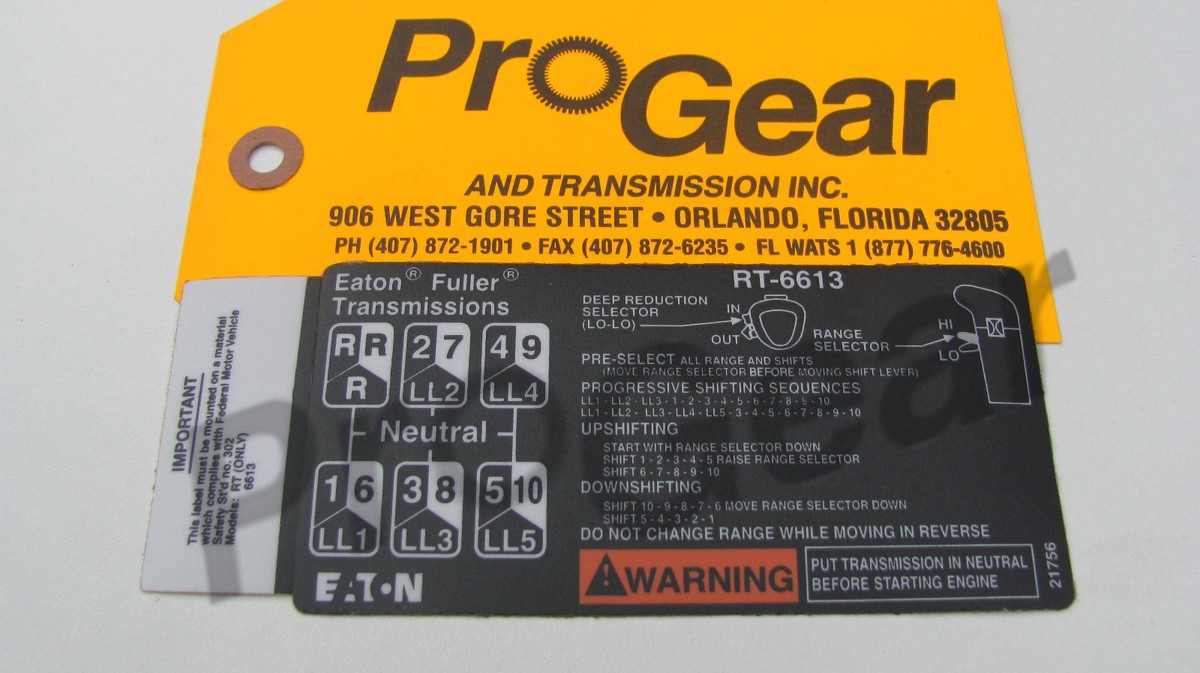 ProGear
AND TRANSMISSION INC.
906 WEST GORE STREET • ORLANDO, FLORIDA 32805
PH (407) 872-1901 • FAX (407) 872-6235 • FL WATS 1 (877) 776-4600
IMPORTANT
This label must be mounted on a material
which complies with Federal Motor Vehicle
Safety St'd no. 302
Models: RT (ONLY)
6613
Eaton® Fuller®
Transmissions
R R
R
2 7
LL2
4 9
LL4
Neutral
1 6
LL1
3 8
LL3
5 10
LL5
EATON
RT-6613
DEEP REDUCTION
SELECTOR
(LO-LO)
IN
OUT
RANGE
SELECTOR
HI
LO
PRE-SELECT ALL RANGE AND SHIFTS
(MOVE RANGE SELECTOR BEFORE MOVING SHIFT LEVER)
PROGRESSIVE SHIFTING SEQUENCES
LL1 - LL2 - LL3 - 1 - 2 - 3 - 4 - 5 - 6 - 7 - 8 - 9 - 10
LL1 - LL2 - LL3 - LL4 - LL5 - 3 - 4 - 5 - 6 - 7 - 8 - 9 - 10
UPSHIFTING
START WITH RANGE SELECTOR DOWN
SHIFT 1 - 2 - 3 - 4 - 5 RAISE RANGE SELECTOR
SHIFT 6 - 7 - 8 - 9 - 10
DOWNSHIFTING
SHIFT 10 - 9 - 8 - 7 - 6 MOVE RANGE SELECTOR DOWN
SHIFT 5 - 4 - 3 - 2 - 1
DO NOT CHANGE RANGE WHILE MOVING IN REVERSE
WARNING
PUT TRANSMISSION IN NEUTRAL
BEFORE STARTING ENGINE
21756
progear